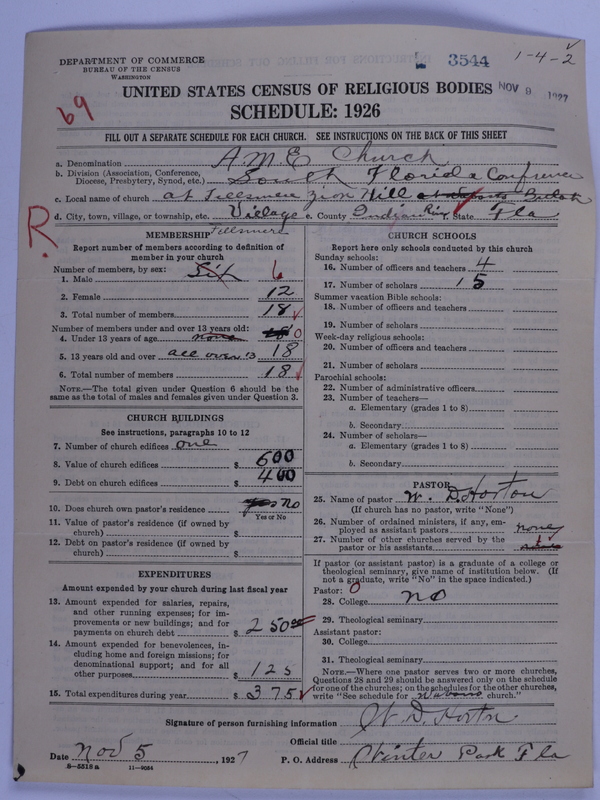 DEPARTMENT OF COMMERCE
BUREAU OF THE CENSUS
WASHINGTON
3544
1-4-2
UNITED STATES CENSUS OF RELIGIOUS BODIES
NOV 9 1927
SCHEDULE: 1926
69
FILL OUT A SEPARATE SCHEDULE FOR EACH CHURCH. SEE INSTRUCTIONS ON THE BACK OF THIS SHEET
a. Denomination A.M.E Church
b. Division (Association, Conference, Diocese, Presbytery, Synod, etc.) South Florida Conference
c. Local name of church at Fellsmere Zion Hill
d. City, town, village, or township, etc. Village e. County Indian Riv State Fla
Fellsmere
R.
MEMBERSHIP
Report number of members according to definition of
member in your church
Number of members by sex:
1. Male Six 6
2. Female 12
3. Total number of members 18
Number of members under and over 13 years old:
4. Under 13 years of age none 0
5. 13 years old and over all over 13 18
6. Total number of members 18
NOTE.—The total given under Question 6 should be the
same as the total of males and females given under Question 3.
CHURCH BUILDINGS
See instructions, paragraphs 10 to 12
7. Number of church edifices one
8. Value of church edifices $ 600
9. Debt on church edifices $ 400
10. Does church own pastor's residence yes no
Yes or No
11. Value of pastor's residence (if owned by
church) $
12. Debt on pastor's residence (if owned by
church) $
EXPENDITURES
Amount expended by your church during last fiscal year
13. Amount expended for salaries, repairs,
and other running expenses; for im-
provements or new buildings; and for
payments on church debt $ 250
14. Amount expended for benevolences, in-
cluding home and foreign missions; for
denominational support; and for all
other purposes $ 125
15. Total expenditures during year $ 375
CHURCH SCHOOLS
Report here only schools conducted by this church
Sunday schools:
16. Number of officers and teachers 4
17. Number of scholars 15
Summer vacation Bible schools:
18. Number of officers and teachers
19. Number of scholars
Week-day religious schools:
20. Number of officers and teachers
21. Number of scholars
Parochial schools:
22. Number of administrative officers
23. Number of teachers—
a. Elementary (grades 1 to 8)
b. Secondary
24. Number of scholars—
a. Elementary (grades 1 to 8)
b. Secondary
PASTOR
25. Name of pastor W. D. Horton
(If church has no pastor, write "None")
26. Number of ordained ministers, if any, em-
ployed as assistant pastors none
27. Number of other churches served by the
pastor or his assistants
If pastor (or assistant pastor) is a graduate of a college or
theological seminary, give name of institution below. (If
not a graduate, write "No" in the space indicated.)
Pastor: 0
28. College no
29. Theological seminary
Assistant pastor:
30. College
31. Theological seminary
NOTE.—Where one pastor serves two or more churches,
Questions 28 and 29 should be answered only on the schedule
for one of the churches; on the schedules for the other churches,
write "See schedule for church."
Signature of person furnishing information W. D. Horton
Official title
Date Nov 5, 1927 P. O. Address Winter Park Fla
8-5518a 11-9064